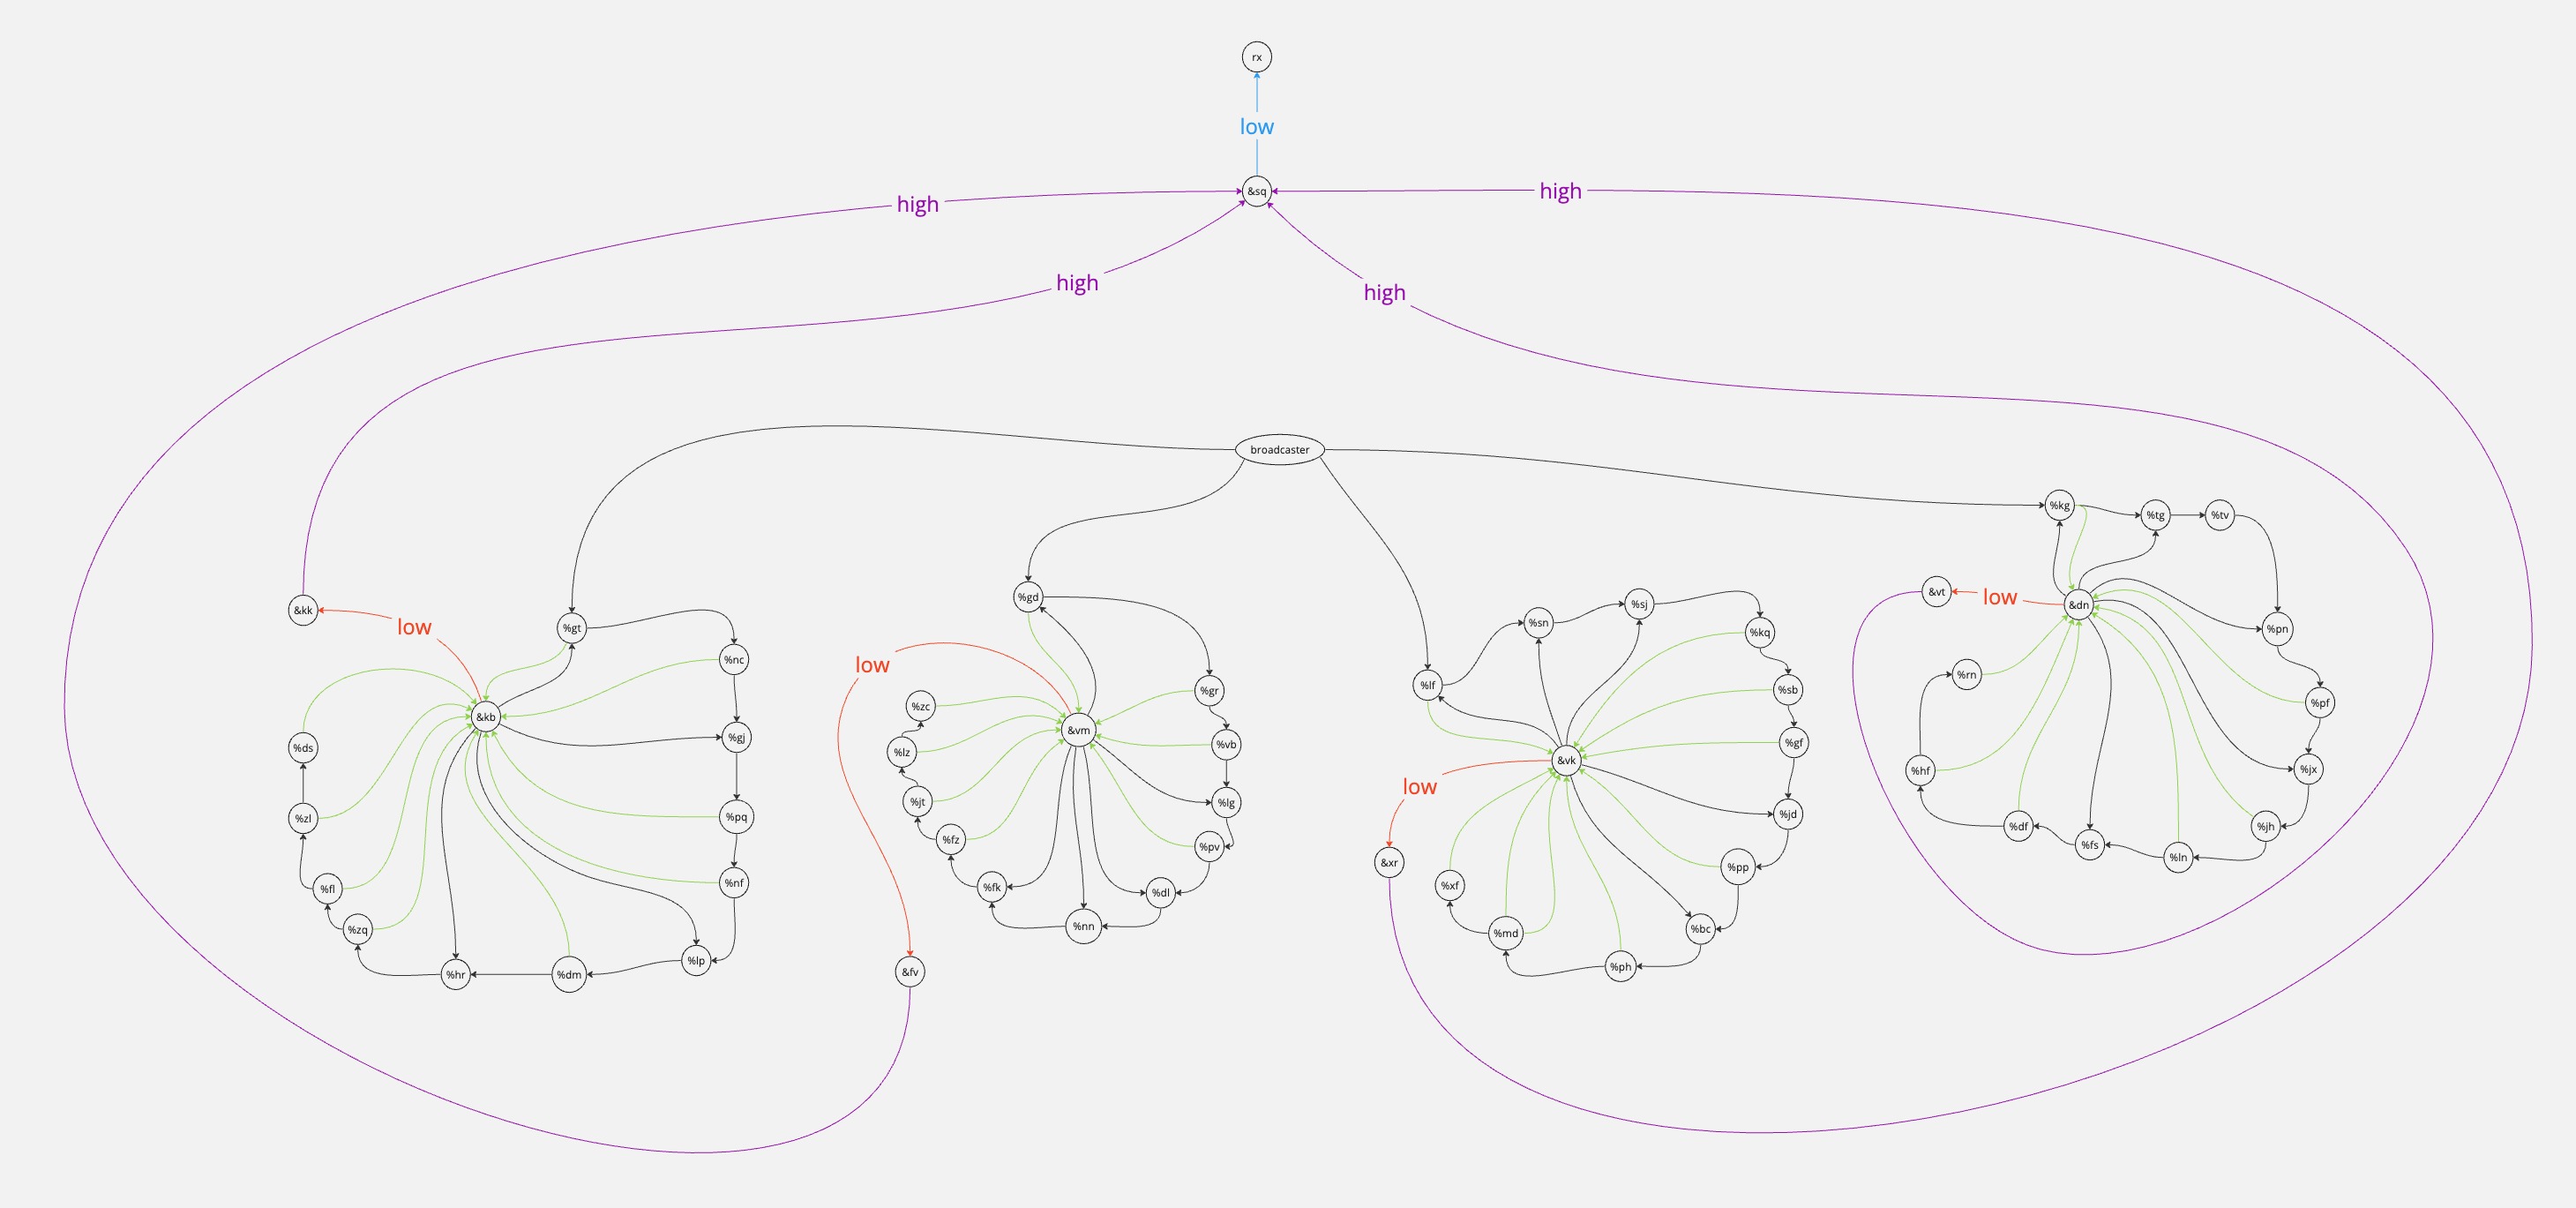 rx
low
&sq
high
high
high
high
broadcaster
%kg
%tg
%tv
&kk
low
%gt
%nc
&kb
%gj
%ds
%pq
%zl
%nf
%fl
%zq
%lp
%hr
%dm
%gd
low
%gr
%zc
&vm
%vb
%lz
%lg
%jt
%pv
%fz
%fk
%dl
%nn
&fv
%sj
%sn
%kq
%lf
%sb
%gf
&vk
low
%jd
&xr
%pp
%xf
%bc
%md
%ph
&vt
low
&dn
%pn
%rn
%pf
%hf
%jx
%df
%jh
%fs
%ln